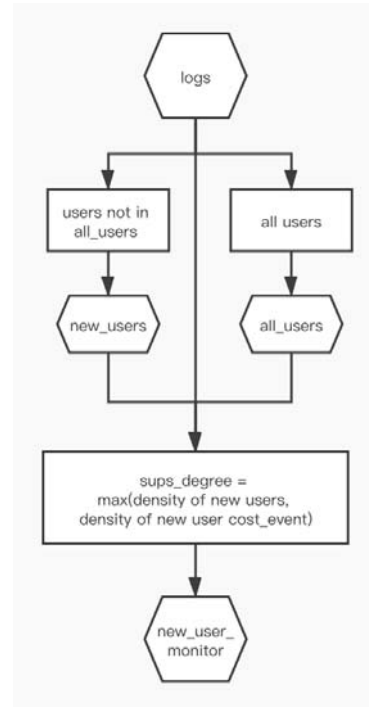 logs
users not in
all_users
all users
new_users
all_users
sups_degree =
max(density of new users,
density of new user cost_event)
new_user_
monitor